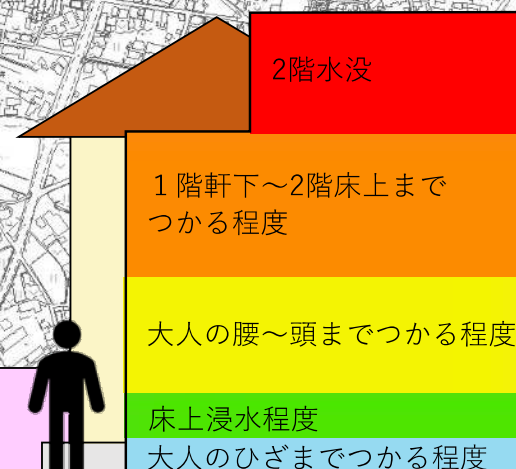 2階水没
１階軒下～2階床上まで
つかる程度
大人の腰～頭までつかる程度
床上浸水程度
大人のひざまでつかる程度